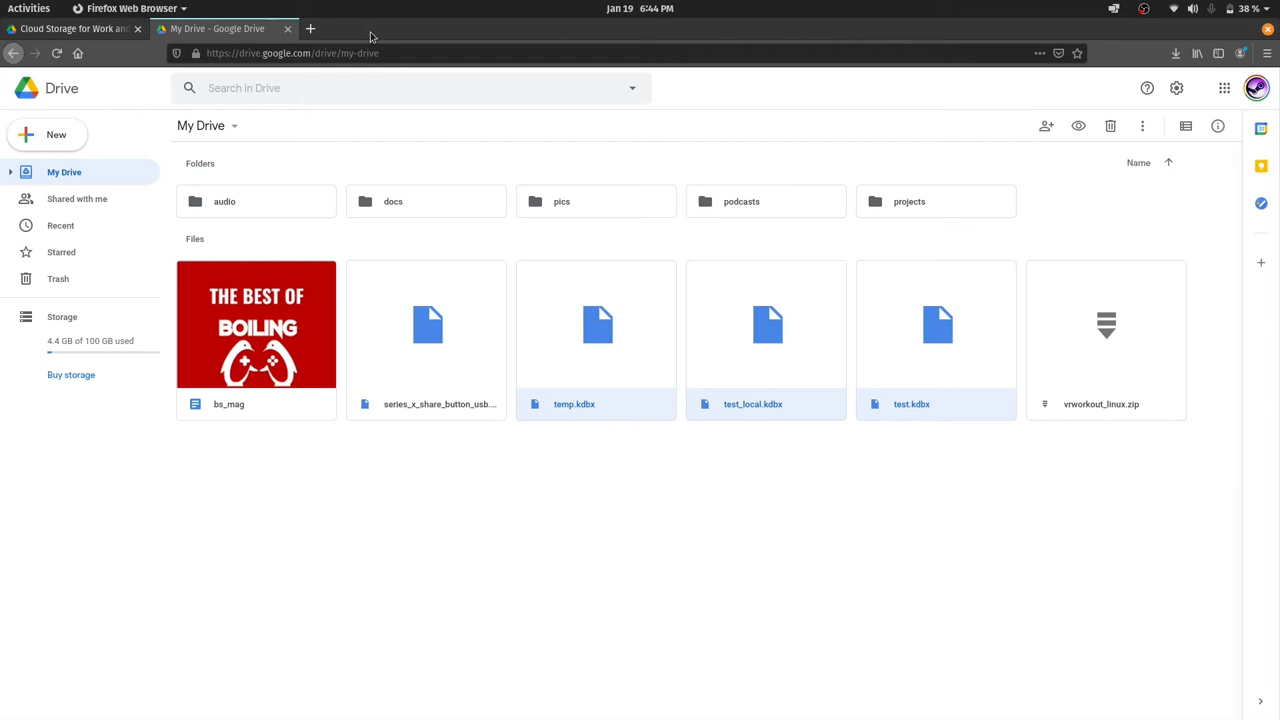 Activities
Firefox Web Browser
Jan 19 6:44 PM
38 %
Cloud Storage for Work and
My Drive - Google Drive
https://drive.google.com/drive/my-drive
Drive
Search in Drive
New
My Drive
Name
My Drive
Shared with me
Recent
Starred
Trash
Storage
4.4 GB of 100 GB used
Buy storage
Folders
audio
docs
pics
podcasts
projects
Files
THE BEST OF
BOILING
bs_mag
series_x_share_button_usb....
temp.kdbx
test_local.kdbx
test.kdbx
vrworkout_linux.zip